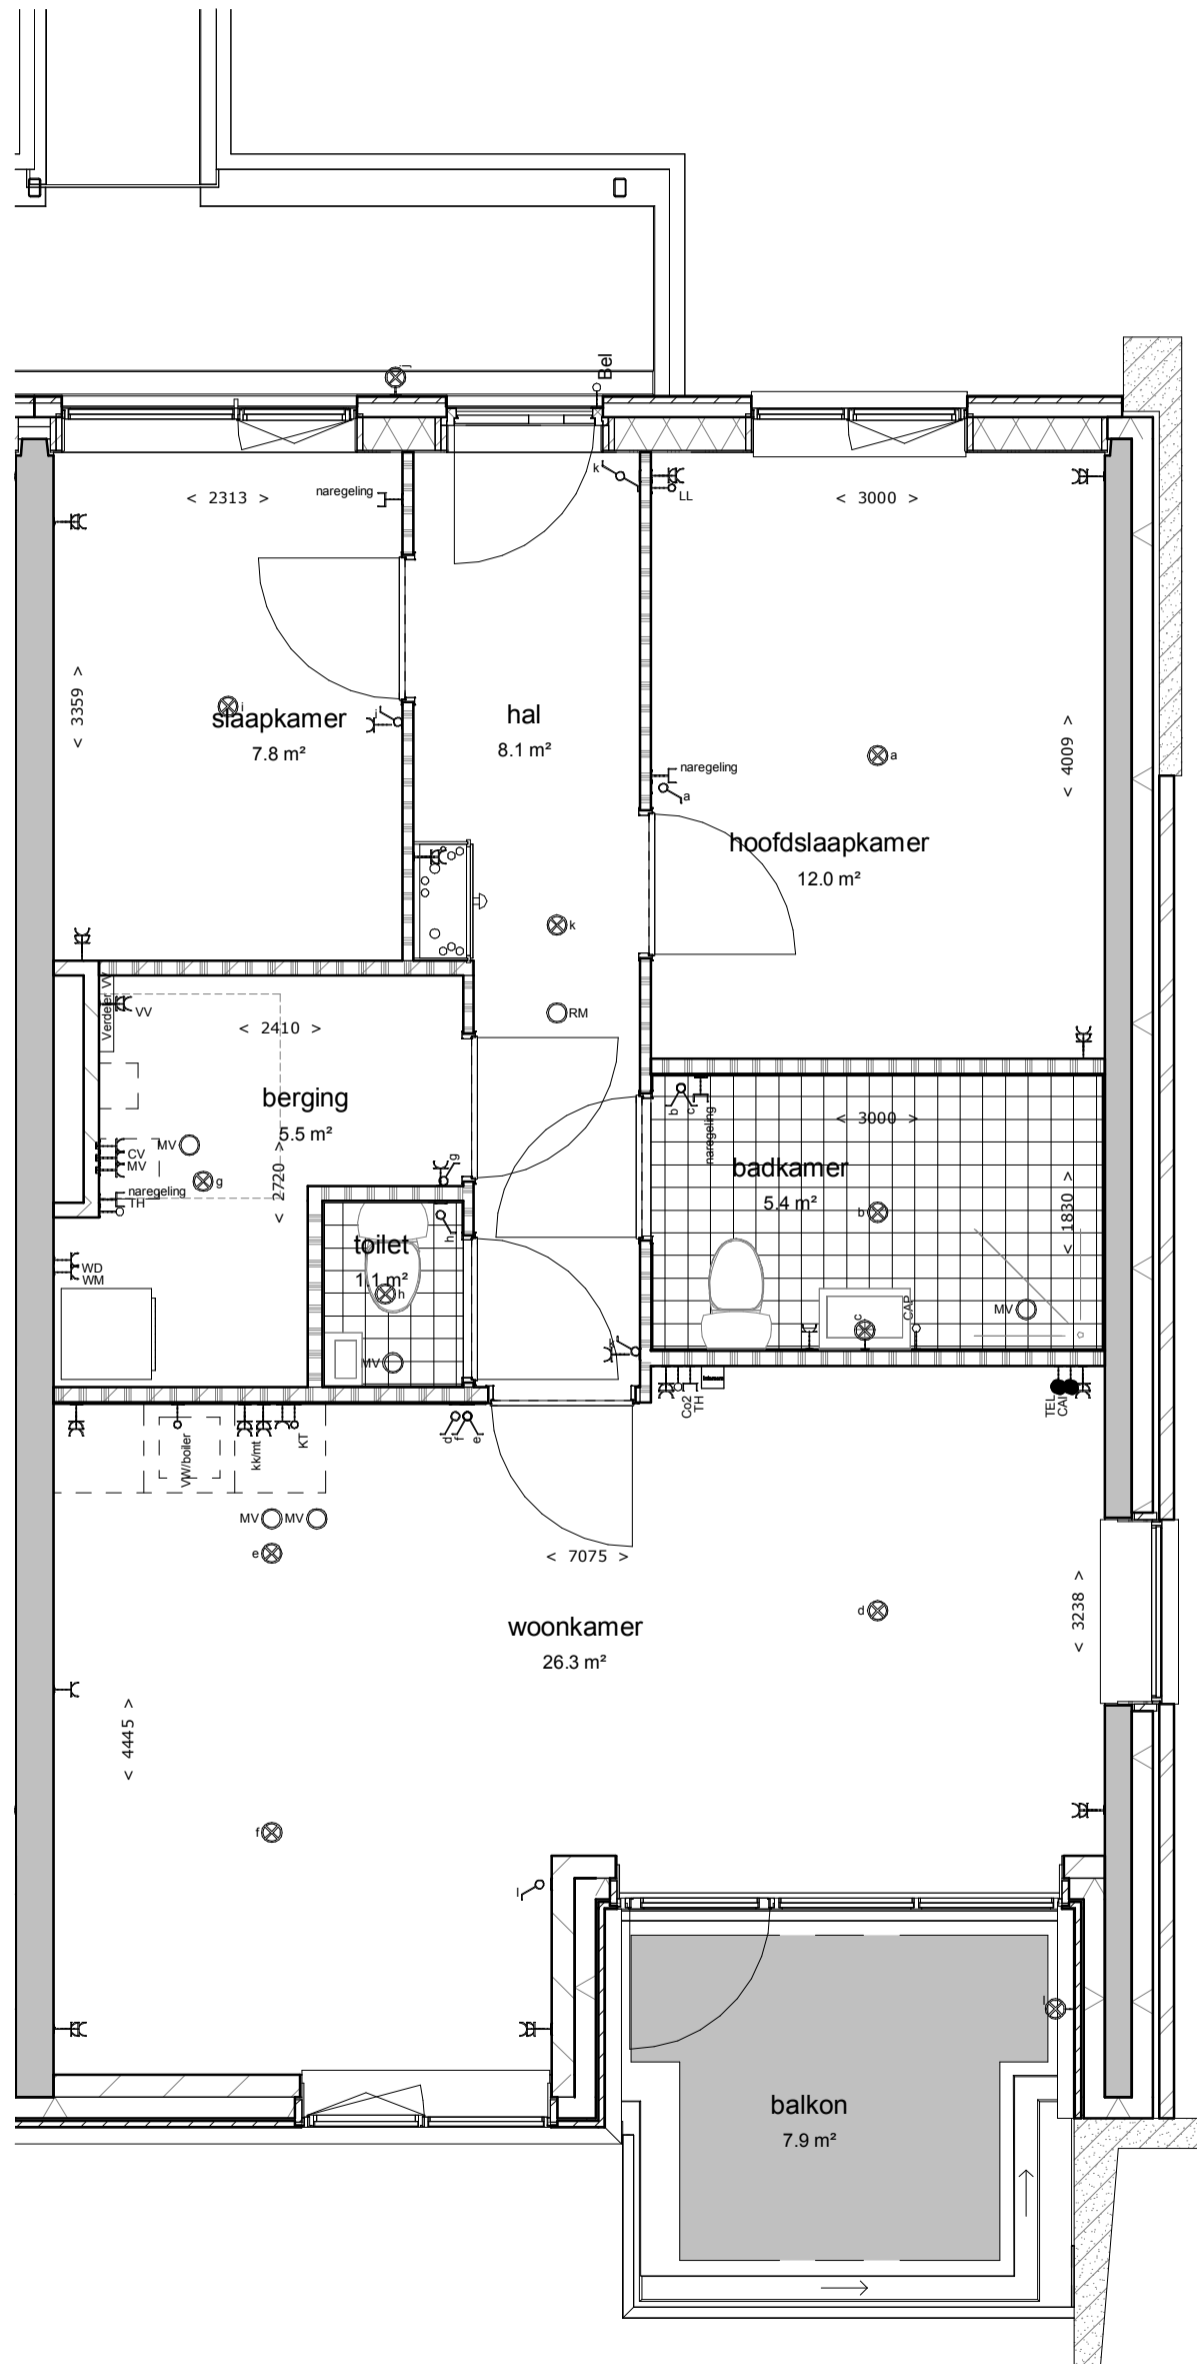 j
Bel
< 2313 >
naregeling
k
LL
< 3000 >
< 3359 >
i
slaapkamer
7.8 m²
i
hal
8.1 m²
a
< 4009 >
naregeling
a
hoofdslaapkamer
12.0 m²
k
RM
Verdeler VV
VV
< 2410 >
berging
5.5 m²
MV
CV
MV
g
naregeling
TH
< 2720 >
g
b
c
naregeling
< 3000 >
badkamer
5.4 m²
b
< 1830 >
h
toilet
1.1 m²
h
WD
WM
MV
c
CAP
MV
k
Co2
TH
TEL
CAI
VW/boiler
kk/mt
KT
d
f
e
MV
MV
e
< 7075 >
d
< 3238 >
woonkamer
26.3 m²
< 4445 >
f
l
l
balkon
7.9 m²